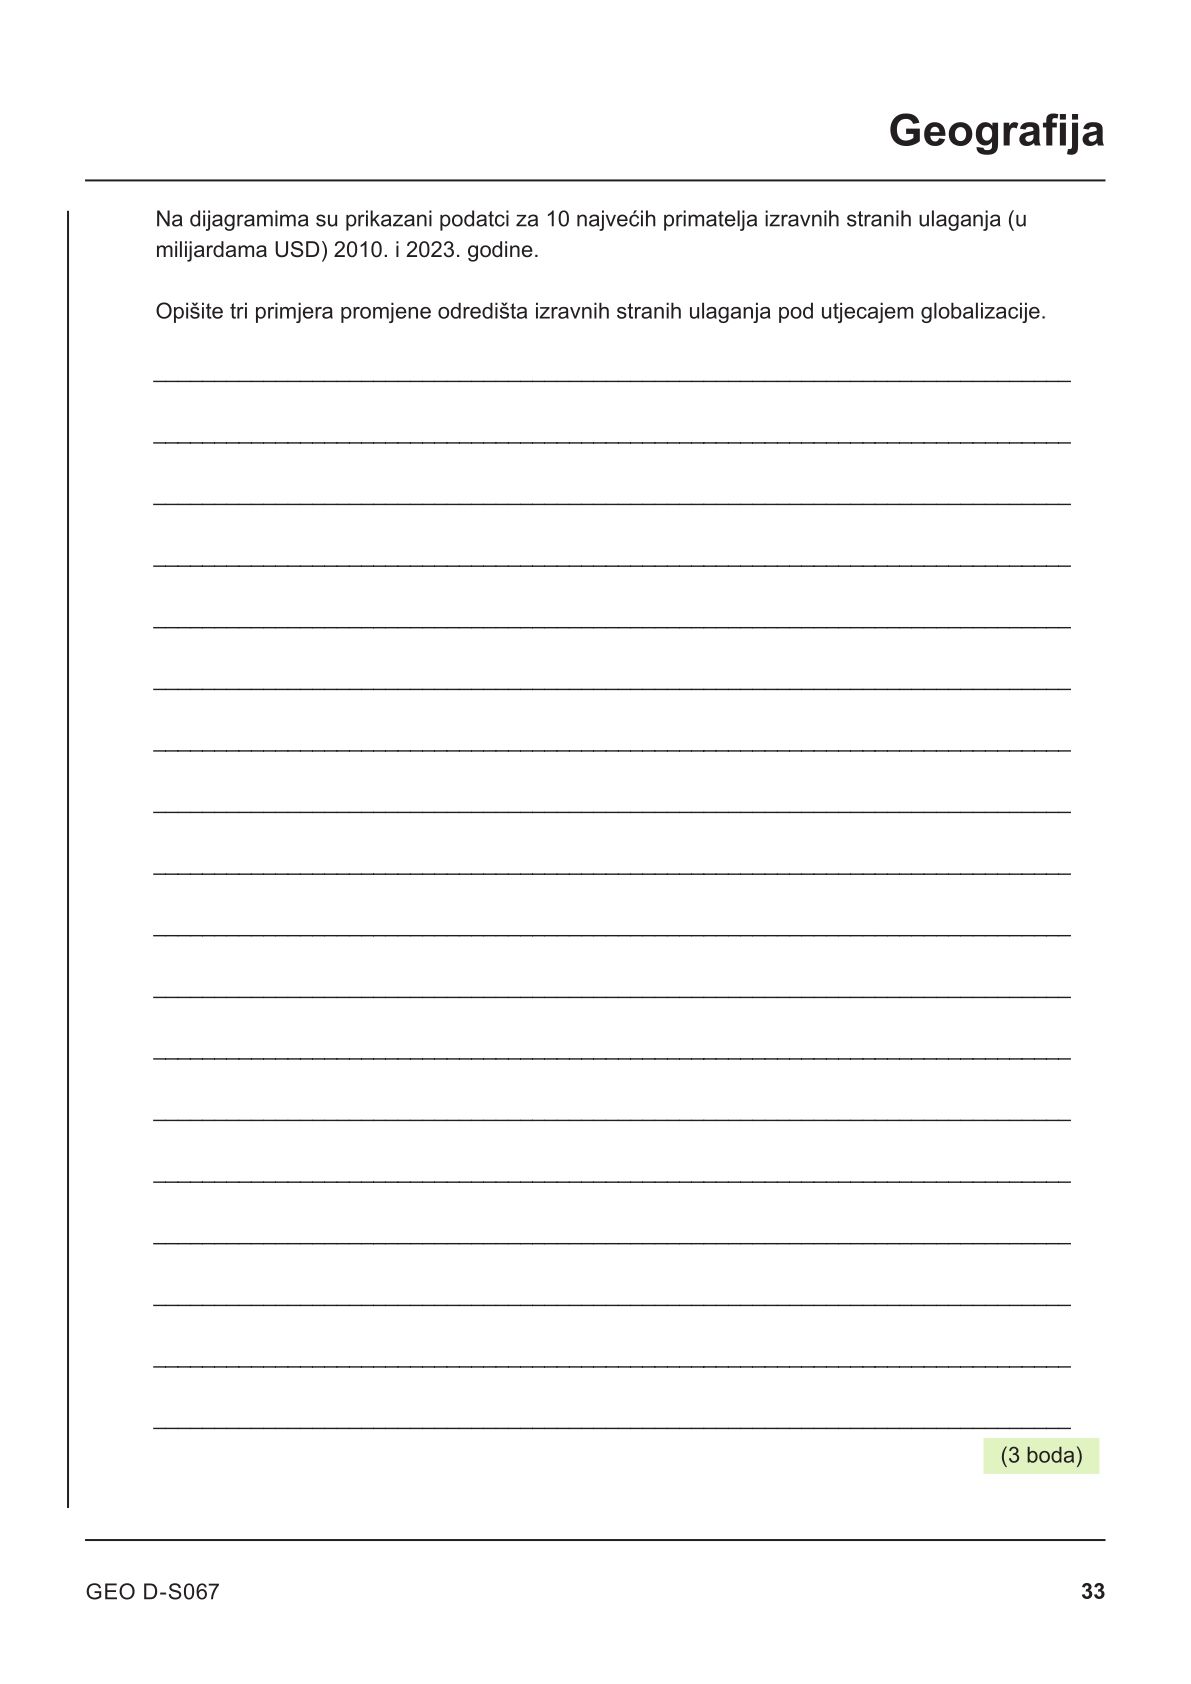 Geografija
Na dijagramima su prikazani podatci za 10 najvećih primatelja izravnih stranih ulaganja (u
milijardama USD) 2010. i 2023. godine.
Opišite tri primjera promjene odredišta izravnih stranih ulaganja pod utjecajem globalizacije.
(3 boda)
GEO D-S067
33